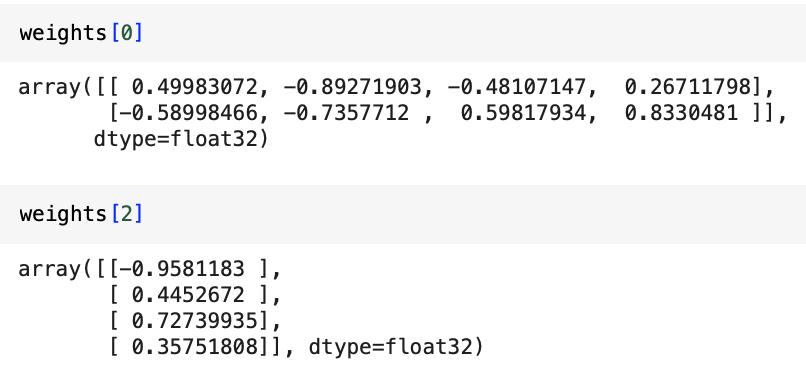 weights[0]
array([[ 0.49983072, -0.89271903, -0.48107147,  0.26711798],
       [-0.58998466, -0.7357712 ,  0.59817934,  0.8330481 ]],
      dtype=float32)
weights[2]
array([[-0.9581183 ],
       [ 0.4452672 ],
       [ 0.72739935],
       [ 0.35751808]], dtype=float32)